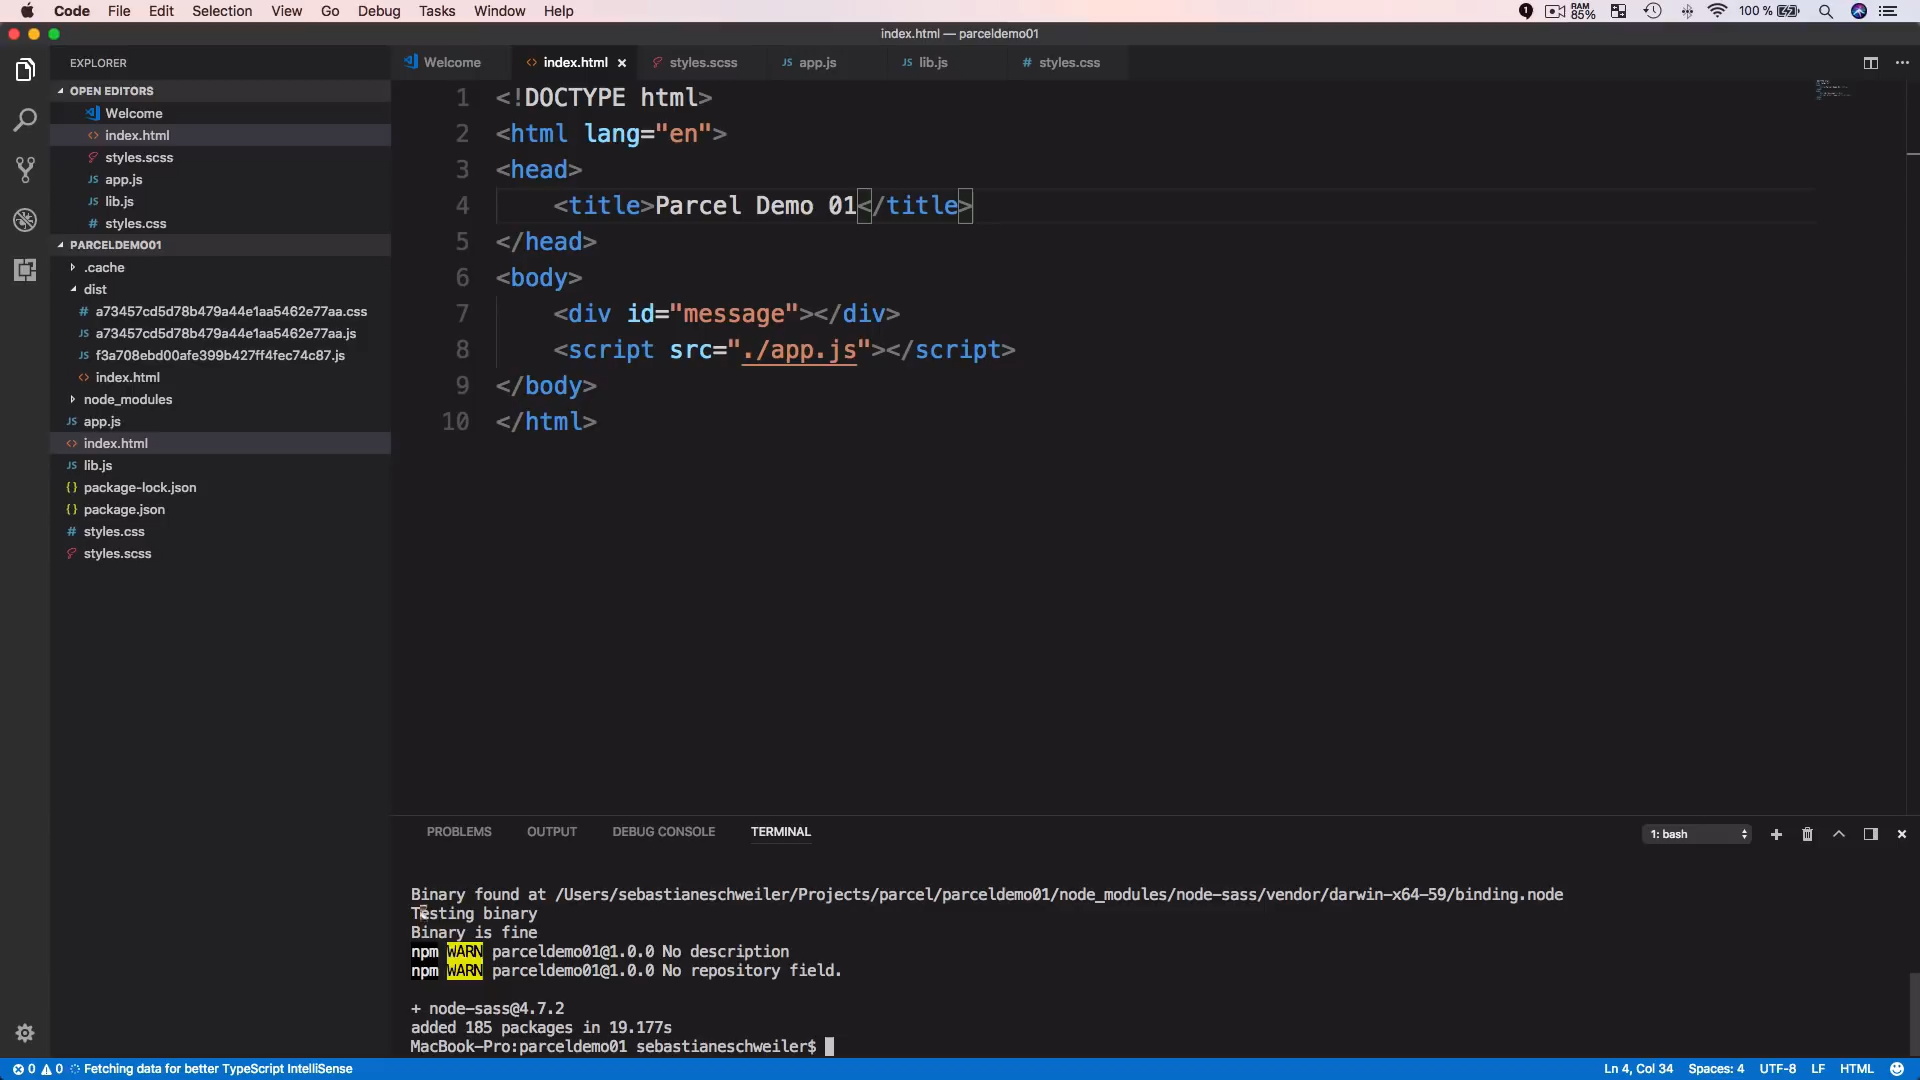 Code File Edit Selection View Go Debug Tasks Window Help
RAM 85% 100 %
index.html — parceldemo01
EXPLORER
OPEN EDITORS
Welcome
index.html
styles.scss
app.js
lib.js
styles.css
PARCELDEMO01
.cache
dist
a73457cd5d78b479a44e1aa5462e77aa.css
a73457cd5d78b479a44e1aa5462e77aa.js
f3a708ebd00afe399b427ff4fec74c87.js
index.html
node_modules
app.js
index.html
lib.js
package-lock.json
package.json
styles.css
styles.scss
Welcome index.html styles.scss app.js lib.js styles.css
1 <!DOCTYPE html>
2 <html lang="en">
3 <head>
4 <title>Parcel Demo 01</title>
5 </head>
6 <body>
7 <div id="message"></div>
8 <script src="./app.js"></script>
9 </body>
10 </html>
PROBLEMS OUTPUT DEBUG CONSOLE TERMINAL
1: bash
Binary found at /Users/sebastianeschweiler/Projects/parcel/parceldemo01/node_modules/node-sass/vendor/darwin-x64-59/binding.node
Testing binary
Binary is fine
npm WARN parceldemo01@1.0.0 No description
npm WARN parceldemo01@1.0.0 No repository field.
+ node-sass@4.7.2
added 185 packages in 19.177s
MacBook-Pro:parceldemo01 sebastianeschweiler$
0 0 Fetching data for better TypeScript IntelliSense
Ln 4, Col 34 Spaces: 4 UTF-8 LF HTML